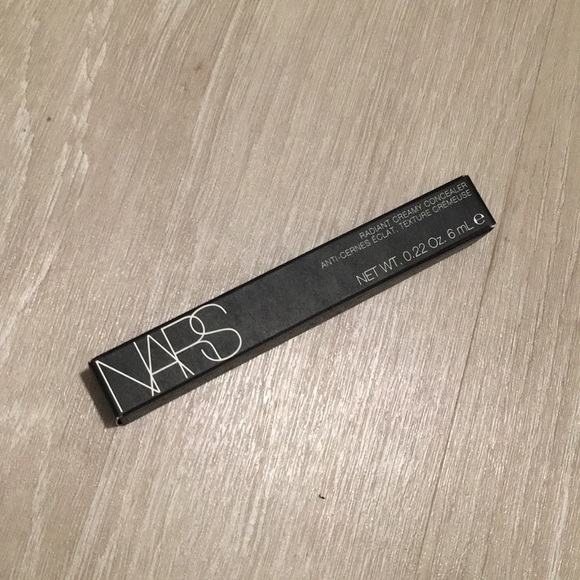 NARS
RADIANT CREAMY CONCEALER
ANTI-CERNES ÉCLAT, TEXTURE CRÉMEUSE
NET WT. 0.22 Oz. 6 mL ℮